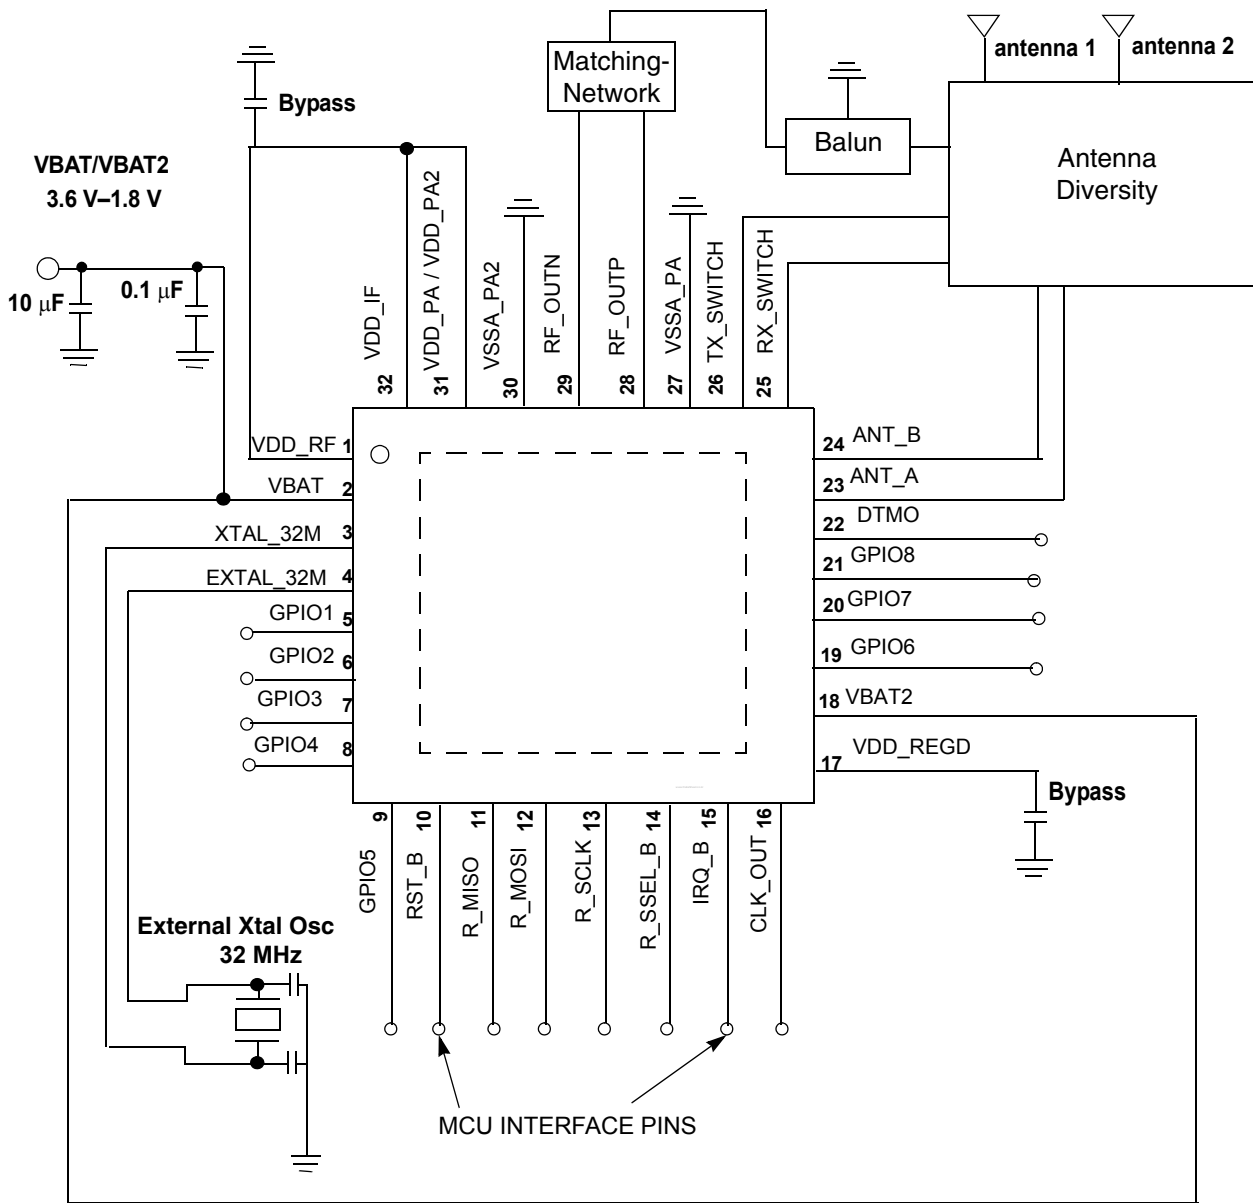 antenna 1
antenna 2
Matching-
Network
Bypass
Balun
Antenna
Diversity
VBAT/VBAT2
3.6 V–1.8 V
10 μF
0.1 μF
VDD_IF
VDD_PA / VDD_PA2
VSSA_PA2
RF_OUTN
RF_OUTP
VSSA_PA
TX_SWITCH
RX_SWITCH
32
31
30
29
28
27
26
25
VDD_RF 1
VBAT 2
XTAL_32M 3
EXTAL_32M 4
GPIO1 5
GPIO2 6
GPIO3 7
GPIO4 8
24 ANT_B
23 ANT_A
22 DTMO
21 GPIO8
20 GPIO7
19 GPIO6
18 VBAT2
17 VDD_REGD
Bypass
9
10
11
12
13
14
15
16
GPIO5
RST_B
R_MISO
R_MOSI
R_SCLK
R_SSEL_B
IRQ_B
CLK_OUT
External Xtal Osc
32 MHz
MCU INTERFACE PINS